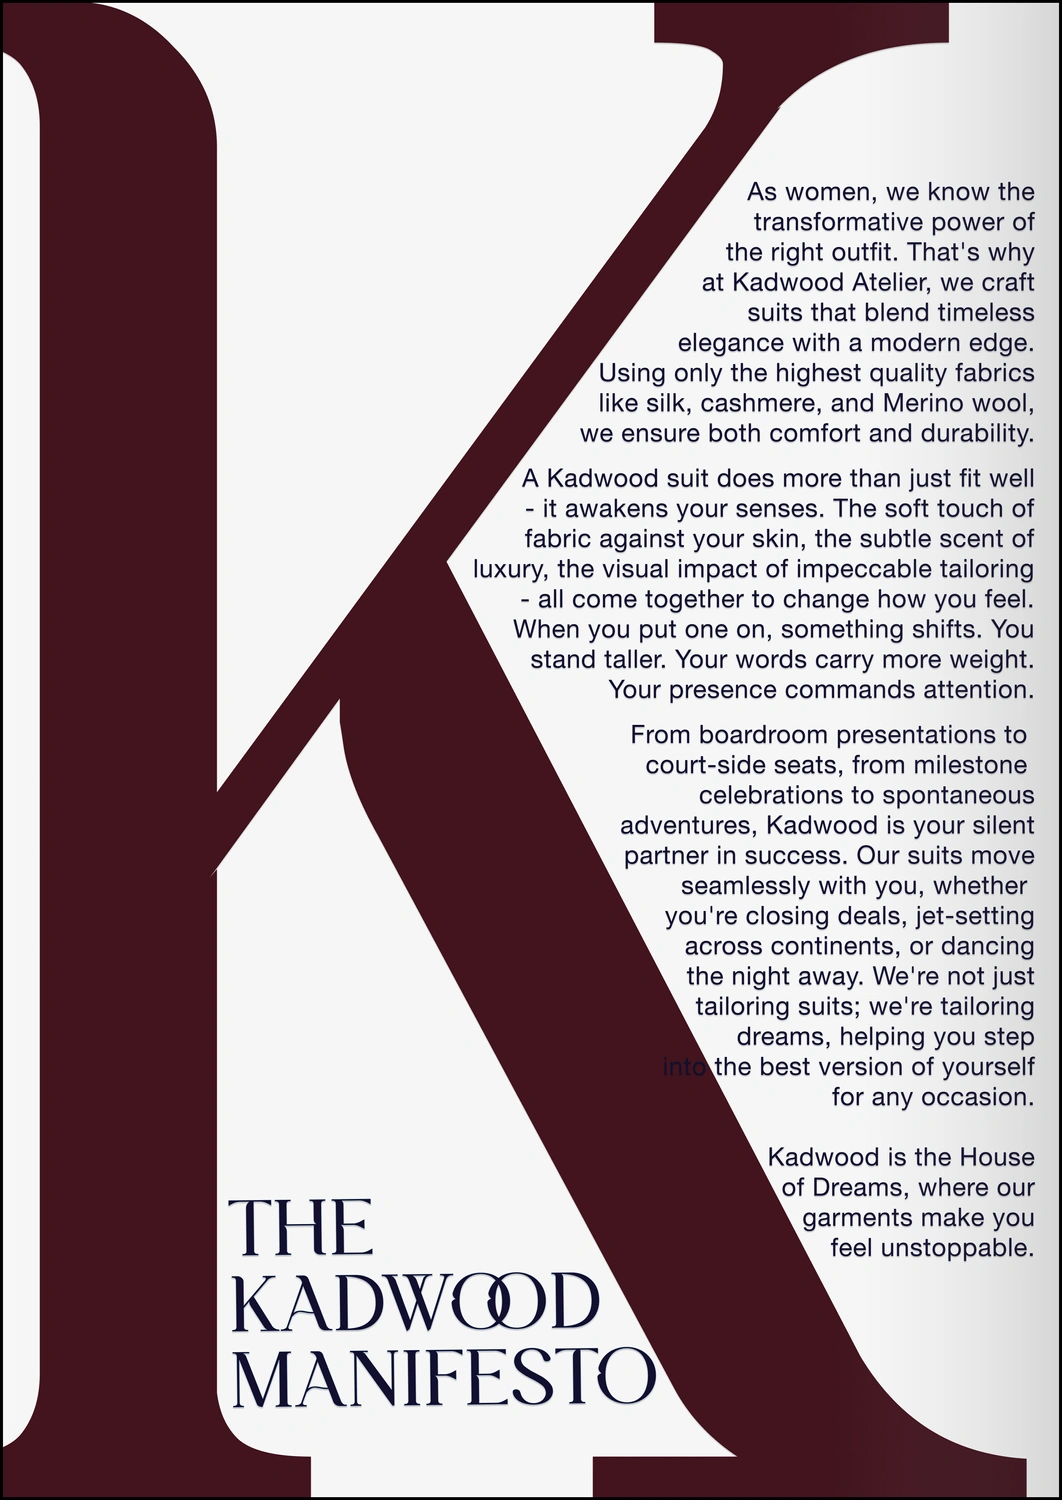 As women, we know the
transformative power of
the right outfit. That's why
at Kadwood Atelier, we craft
suits that blend timeless
elegance with a modern edge.
Using only the highest quality fabrics
like silk, cashmere, and Merino wool,
we ensure both comfort and durability.
A Kadwood suit does more than just fit well
- it awakens your senses. The soft touch of
fabric against your skin, the subtle scent of
luxury, the visual impact of impeccable tailoring
- all come together to change how you feel.
When you put one on, something shifts. You
stand taller. Your words carry more weight.
Your presence commands attention.
From boardroom presentations to
court-side seats, from milestone
celebrations to spontaneous
adventures, Kadwood is your silent
partner in success. Our suits move
seamlessly with you, whether
you're closing deals, jet-setting
across continents, or dancing
the night away. We're not just
tailoring suits; we're tailoring
dreams, helping you step
into the best version of yourself
for any occasion.
Kadwood is the House
of Dreams, where our
garments make you
feel unstoppable.
THE
KADWOOD
MANIFESTO
K